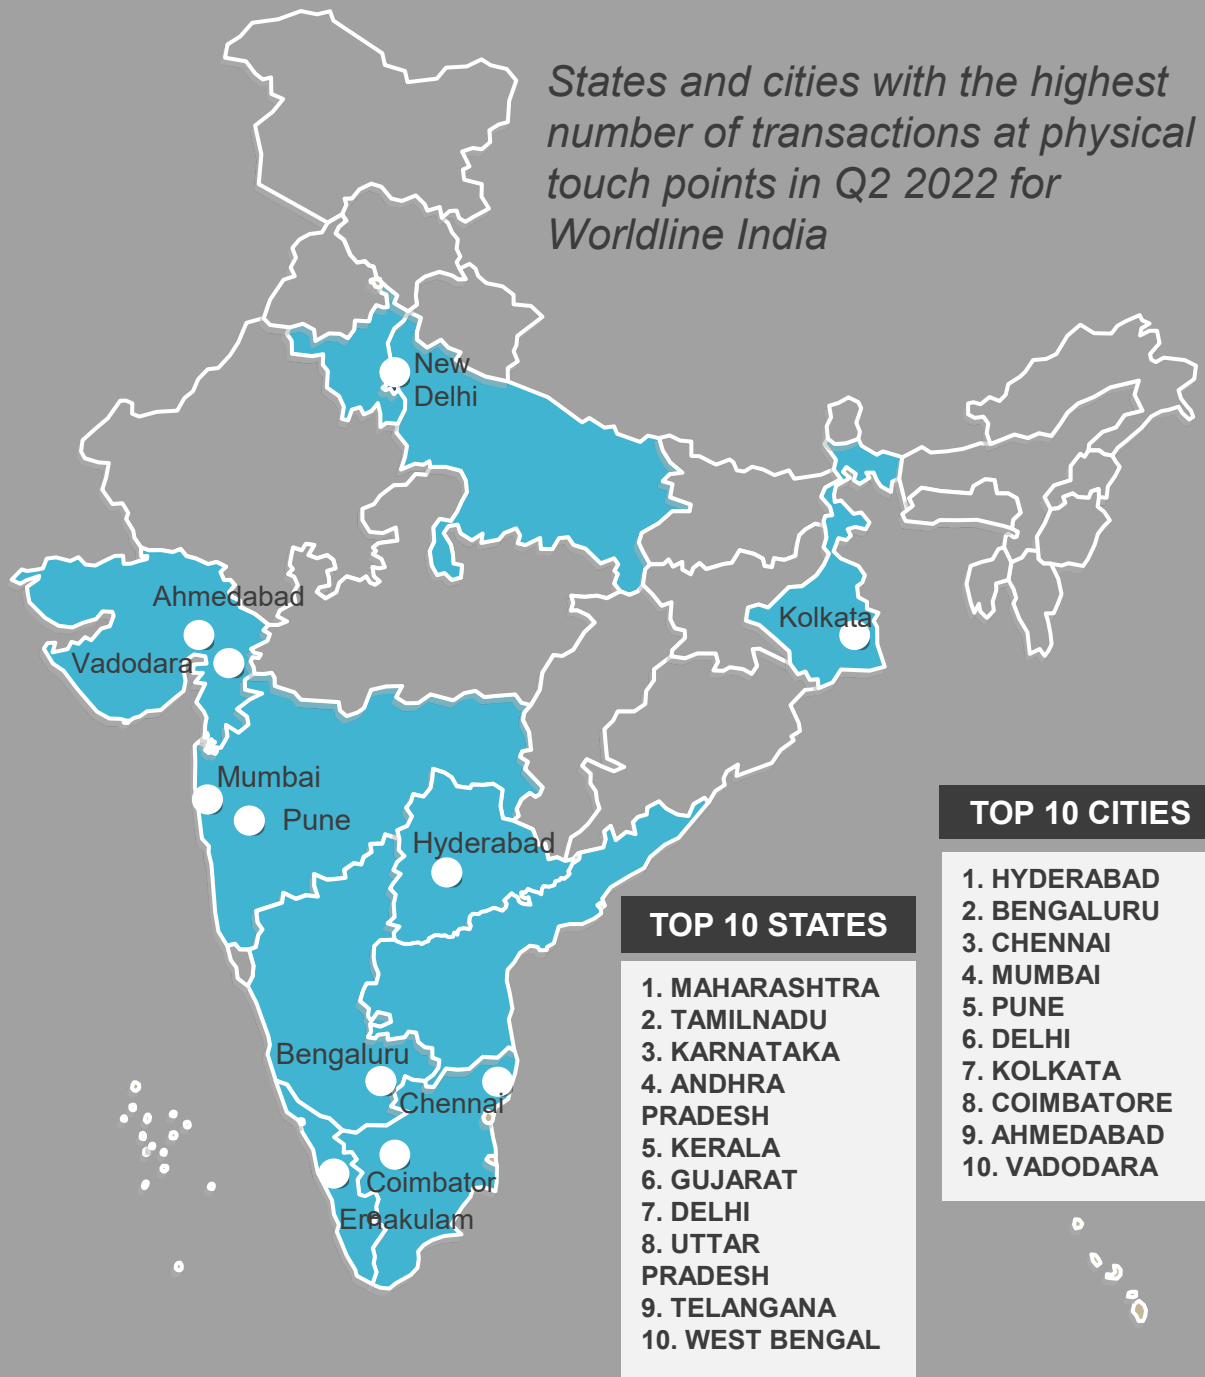 States and cities with the highest
number of transactions at physical
touch points in Q2 2022 for
Worldline India
New
Delhi
Ahmedabad
Vadodara
Kolkata
Mumbai
Pune
Hyderabad
Bengaluru
Chennai
Coimbator
Ernakulam
TOP 10 STATES
1. MAHARASHTRA
2. TAMILNADU
3. KARNATAKA
4. ANDHRA
PRADESH
5. KERALA
6. GUJARAT
7. DELHI
8. UTTAR
PRADESH
9. TELANGANA
10. WEST BENGAL
TOP 10 CITIES
1. HYDERABAD
2. BENGALURU
3. CHENNAI
4. MUMBAI
5. PUNE
6. DELHI
7. KOLKATA
8. COIMBATORE
9. AHMEDABAD
10. VADODARA